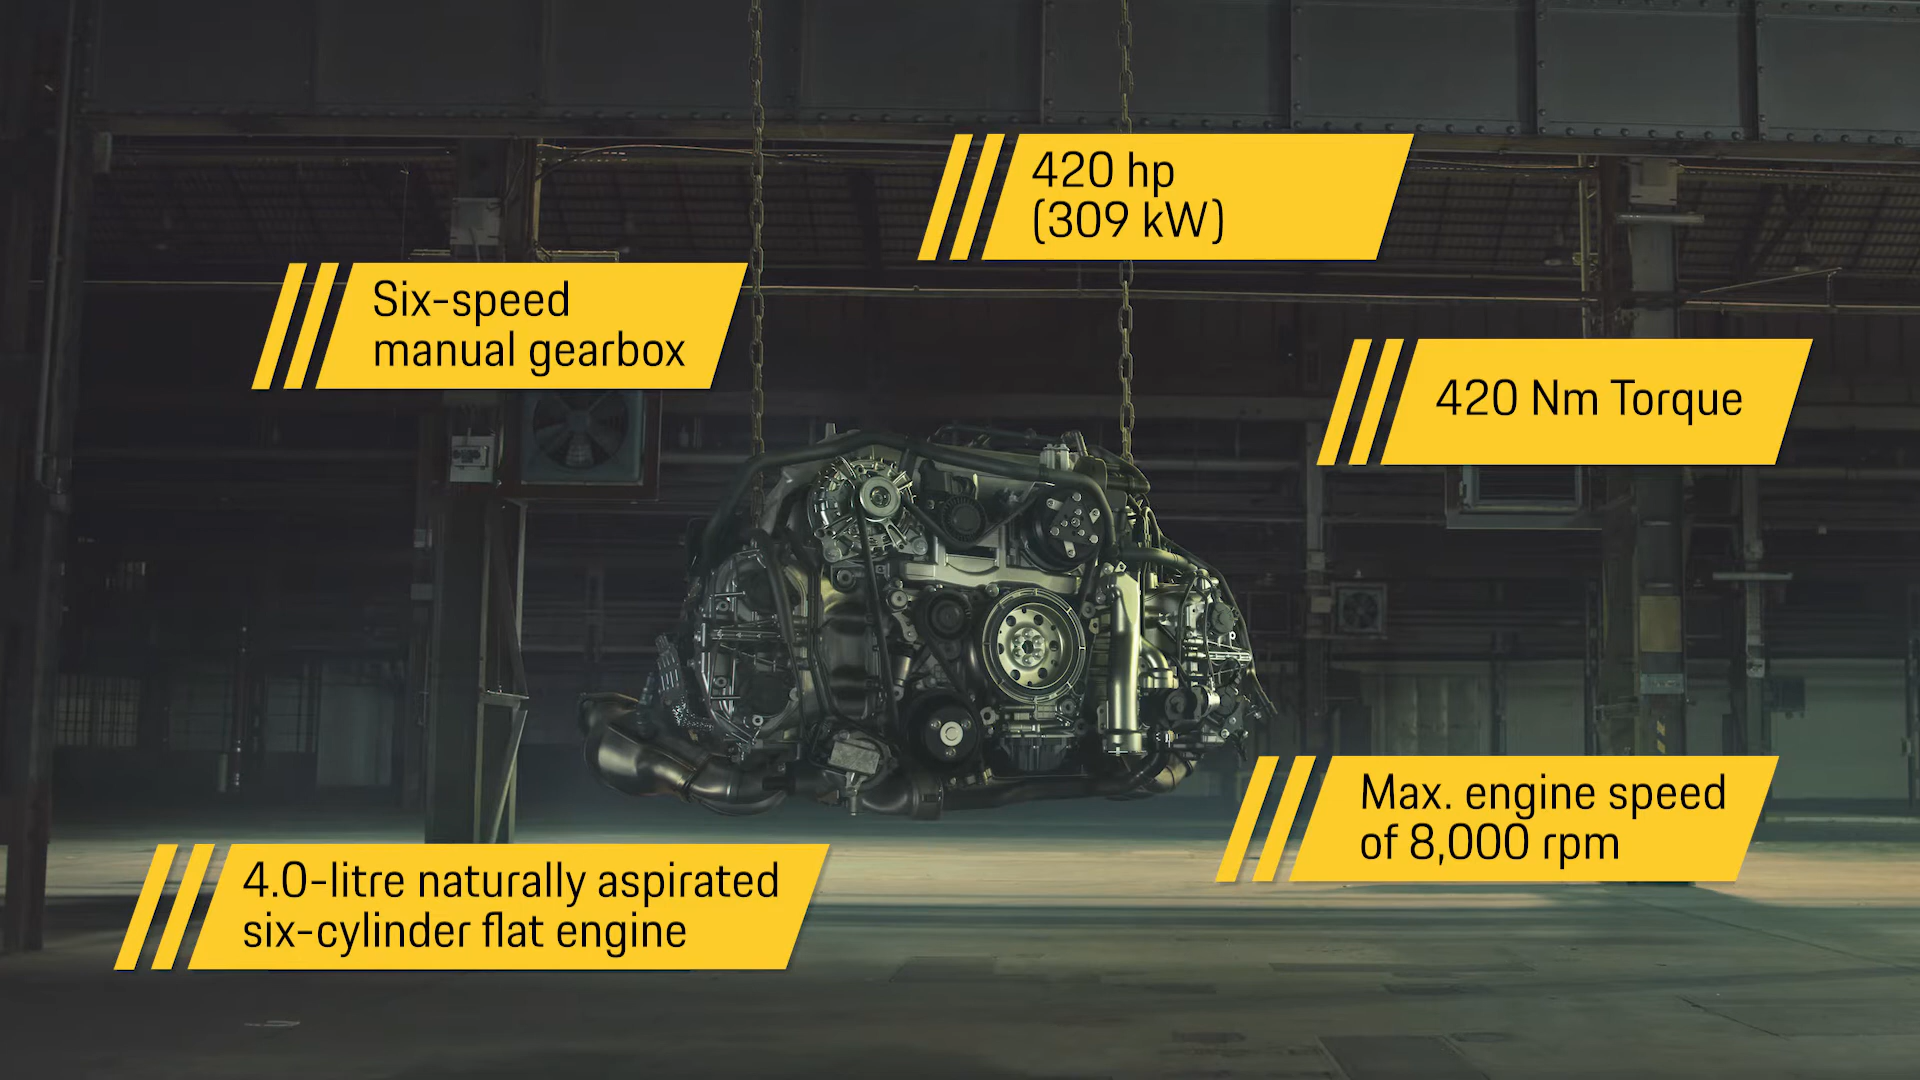 420 hp
(309 kW)
Six-speed
manual gearbox
420 Nm Torque
Max. engine speed
of 8,000 rpm
4.0-litre naturally aspirated
six-cylinder flat engine